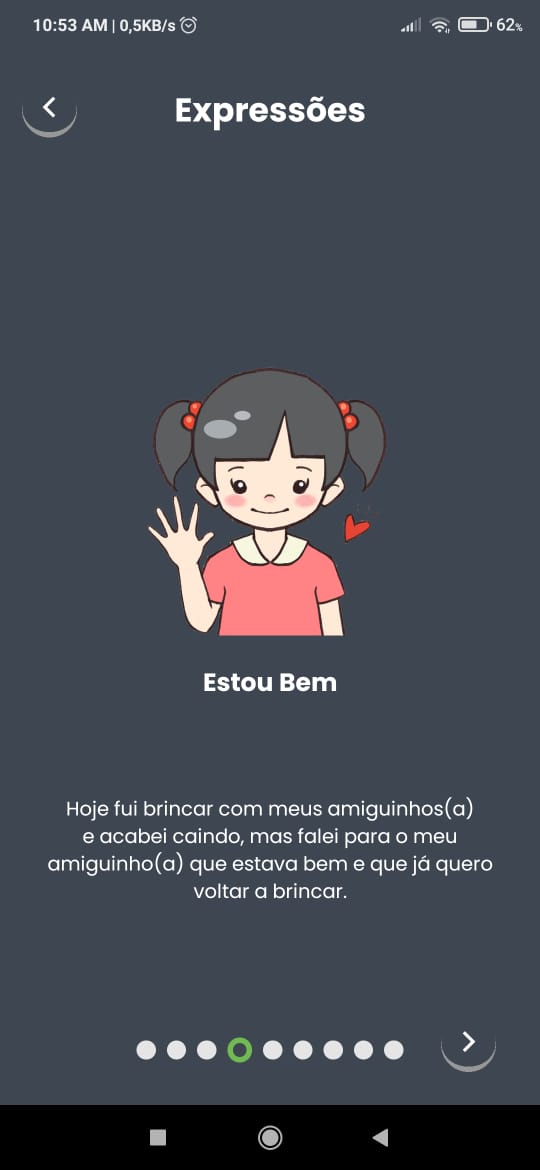 10:53 AM | 0,5KB/s
62%
Expressões
Estou Bem
Hoje fui brincar com meus amiguinhos(a)
e acabei caindo, mas falei para o meu
amiguinho(a) que estava bem e que já quero
voltar a brincar.